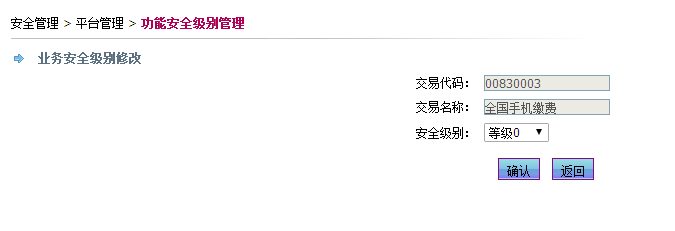 安全管理 > 平台管理 > 功能安全级别管理
业务安全级别修改
交易代码： 00830003
交易名称： 全国手机缴费
安全级别： 等级0
确认 返回